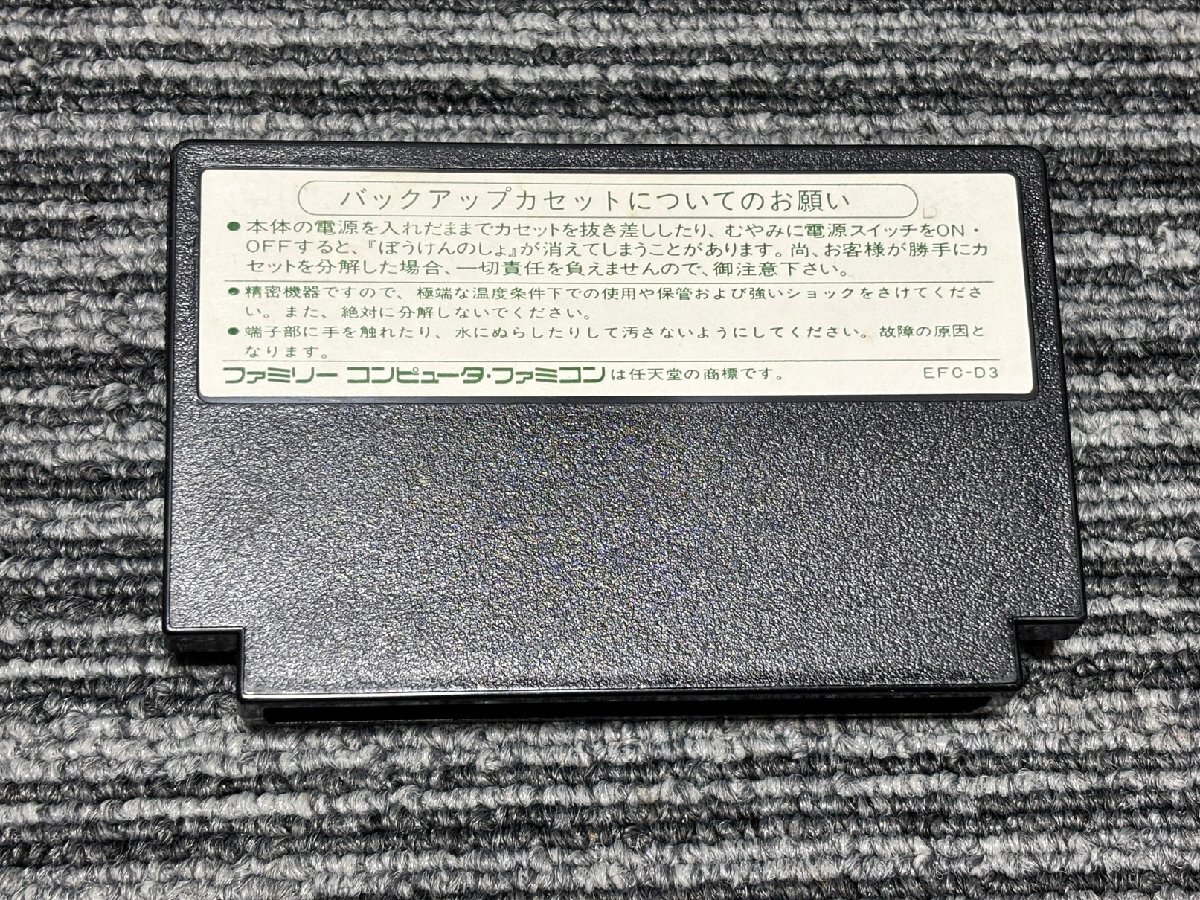 バックアップカセットについてのお願い
●本体の電源を入れたままでカセットを抜き差ししたり、むやみに電源スイッチをON・
OFFすると、『ぼうけんのしょ』が消えてしまうことがあります。尚、お客様が勝手にカ
セットを分解した場合、一切責任を負えませんので、御注意下さい。
●精密機器ですので、極端な温度条件下での使用や保管および強いショックをさけてくださ
い。また、絶対に分解しないでください。
●端子部に手を触れたり、水にぬらしたりして汚さないようにしてください。故障の原因と
なります。
ファミリーコンピュータ・ファミコンは任天堂の商標です。 EFC-D3